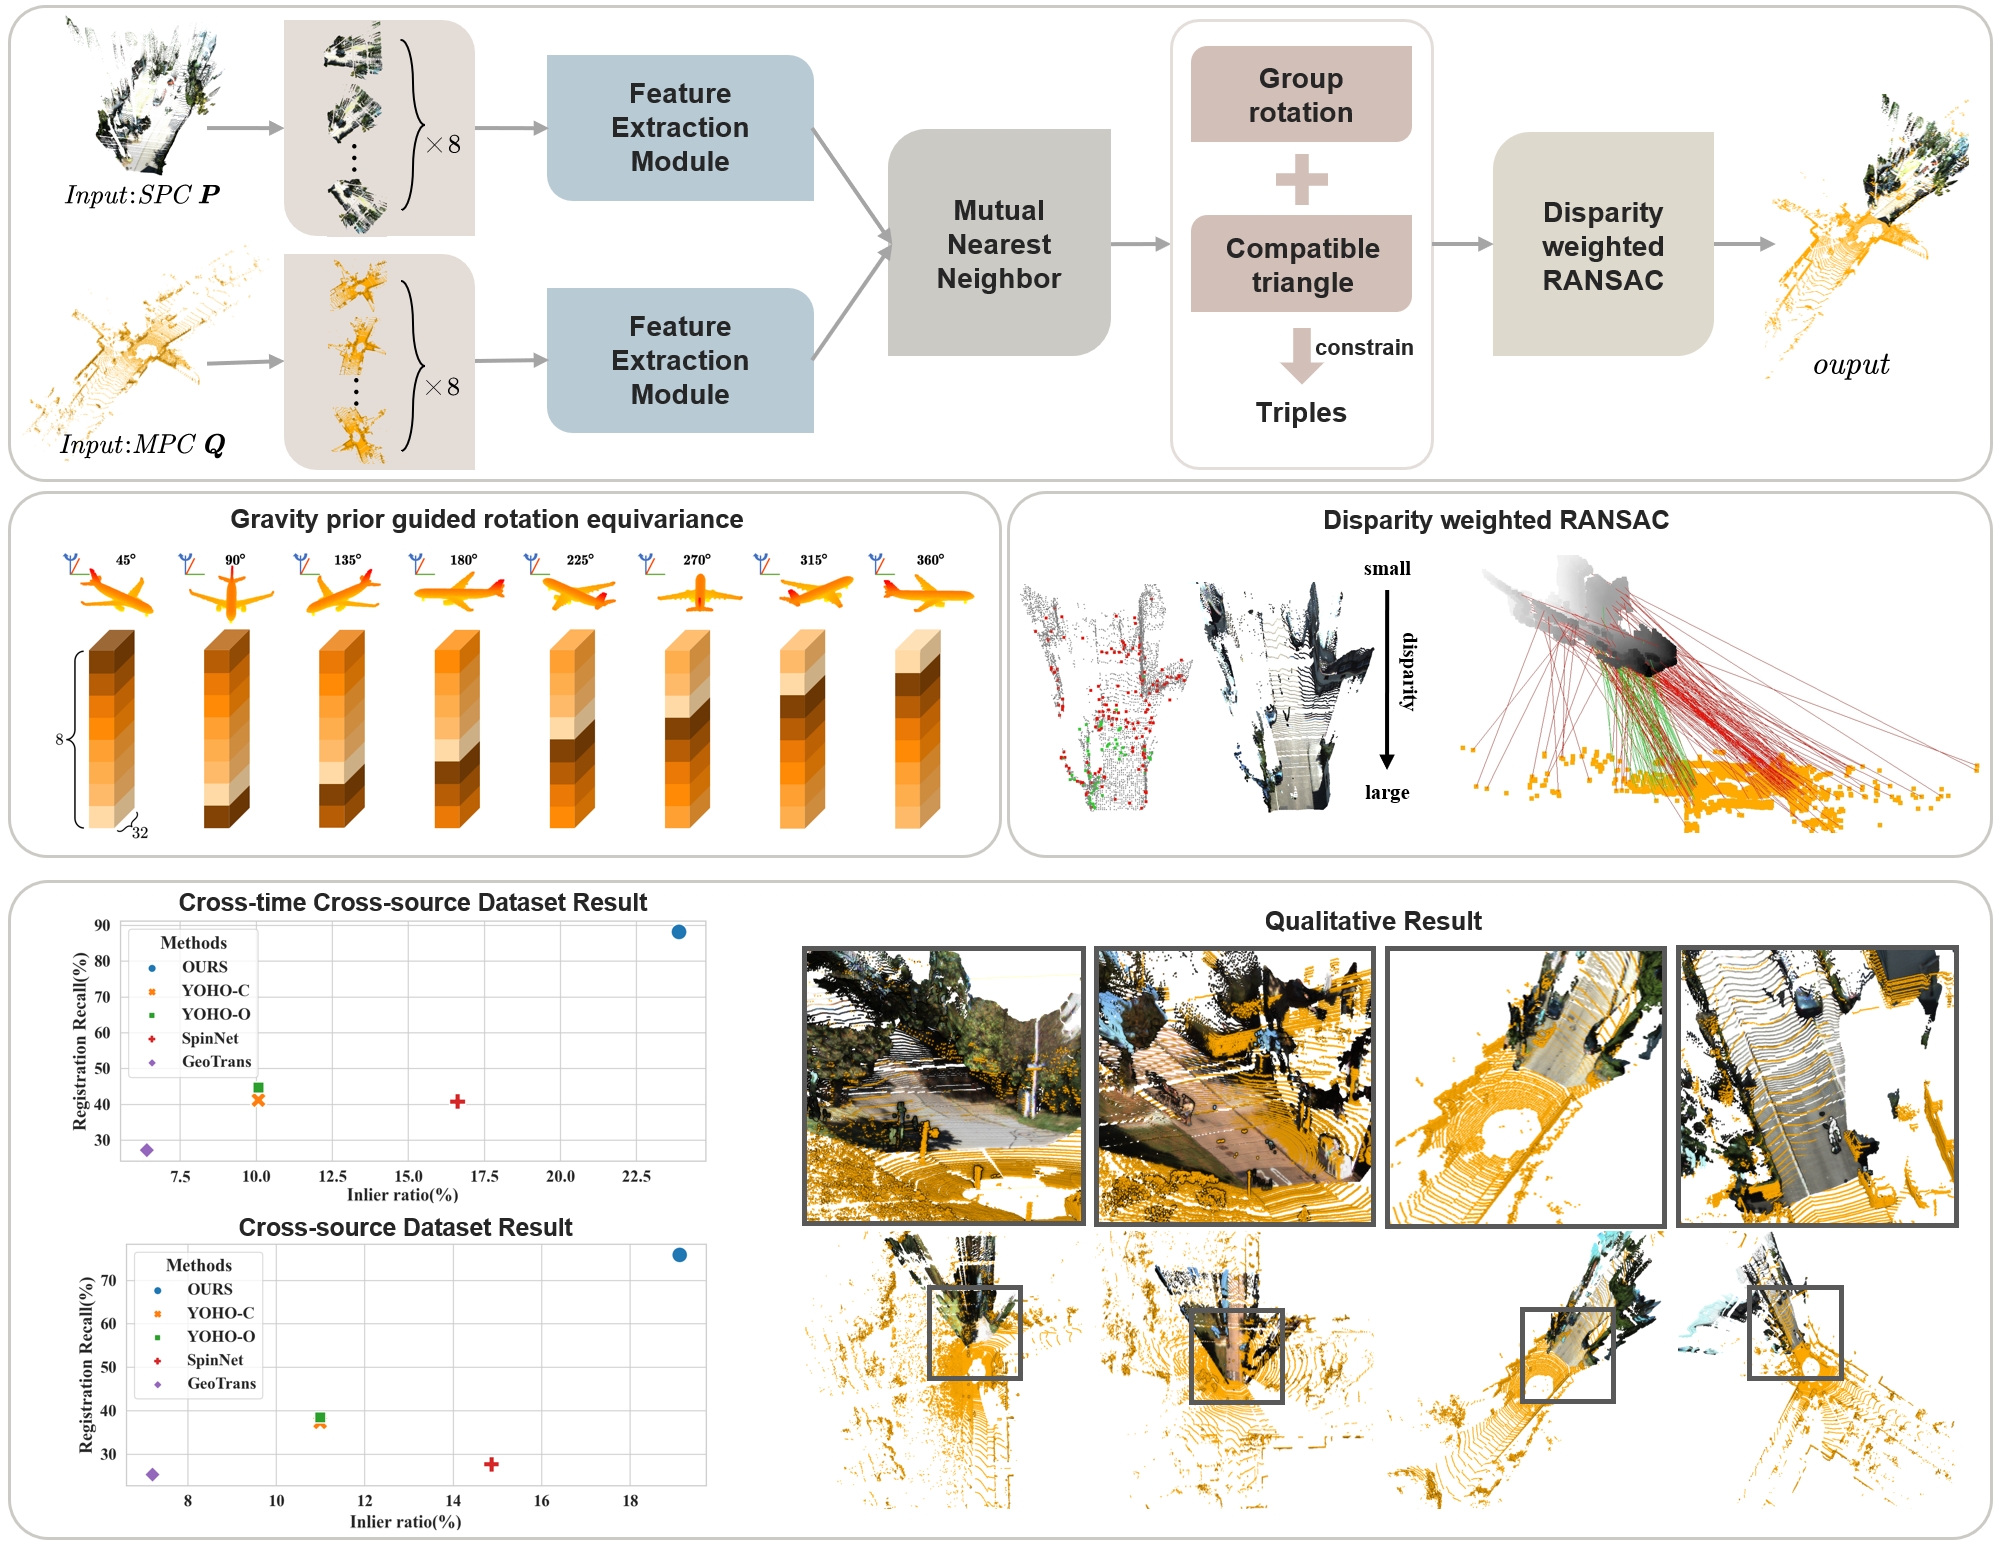 Input:SPC P
× 8
Feature
Extraction
Module
Input:MPC Q
× 8
Feature
Extraction
Module
Mutual
Nearest
Neighbor
Group
rotation
Compatible
triangle
constrain
Triples
Disparity
weighted
RANSAC
ouput
Gravity prior guided rotation equivariance
45° 90° 135° 180° 225° 270° 315° 360°
8
32
Disparity weighted RANSAC
small
disparity
large
Cross-time Cross-source Dataset Result
Registration Recall(%)
90
80
70
60
50
40
30
Methods
OURS
YOHO-C
YOHO-O
SpinNet
GeoTrans
7.5 10.0 12.5 15.0 17.5 20.0 22.5
Inlier ratio(%)
Cross-source Dataset Result
Registration Recall(%)
70
60
50
40
30
Methods
OURS
YOHO-C
YOHO-O
SpinNet
GeoTrans
8 10 12 14 16 18
Inlier ratio(%)
Qualitative Result